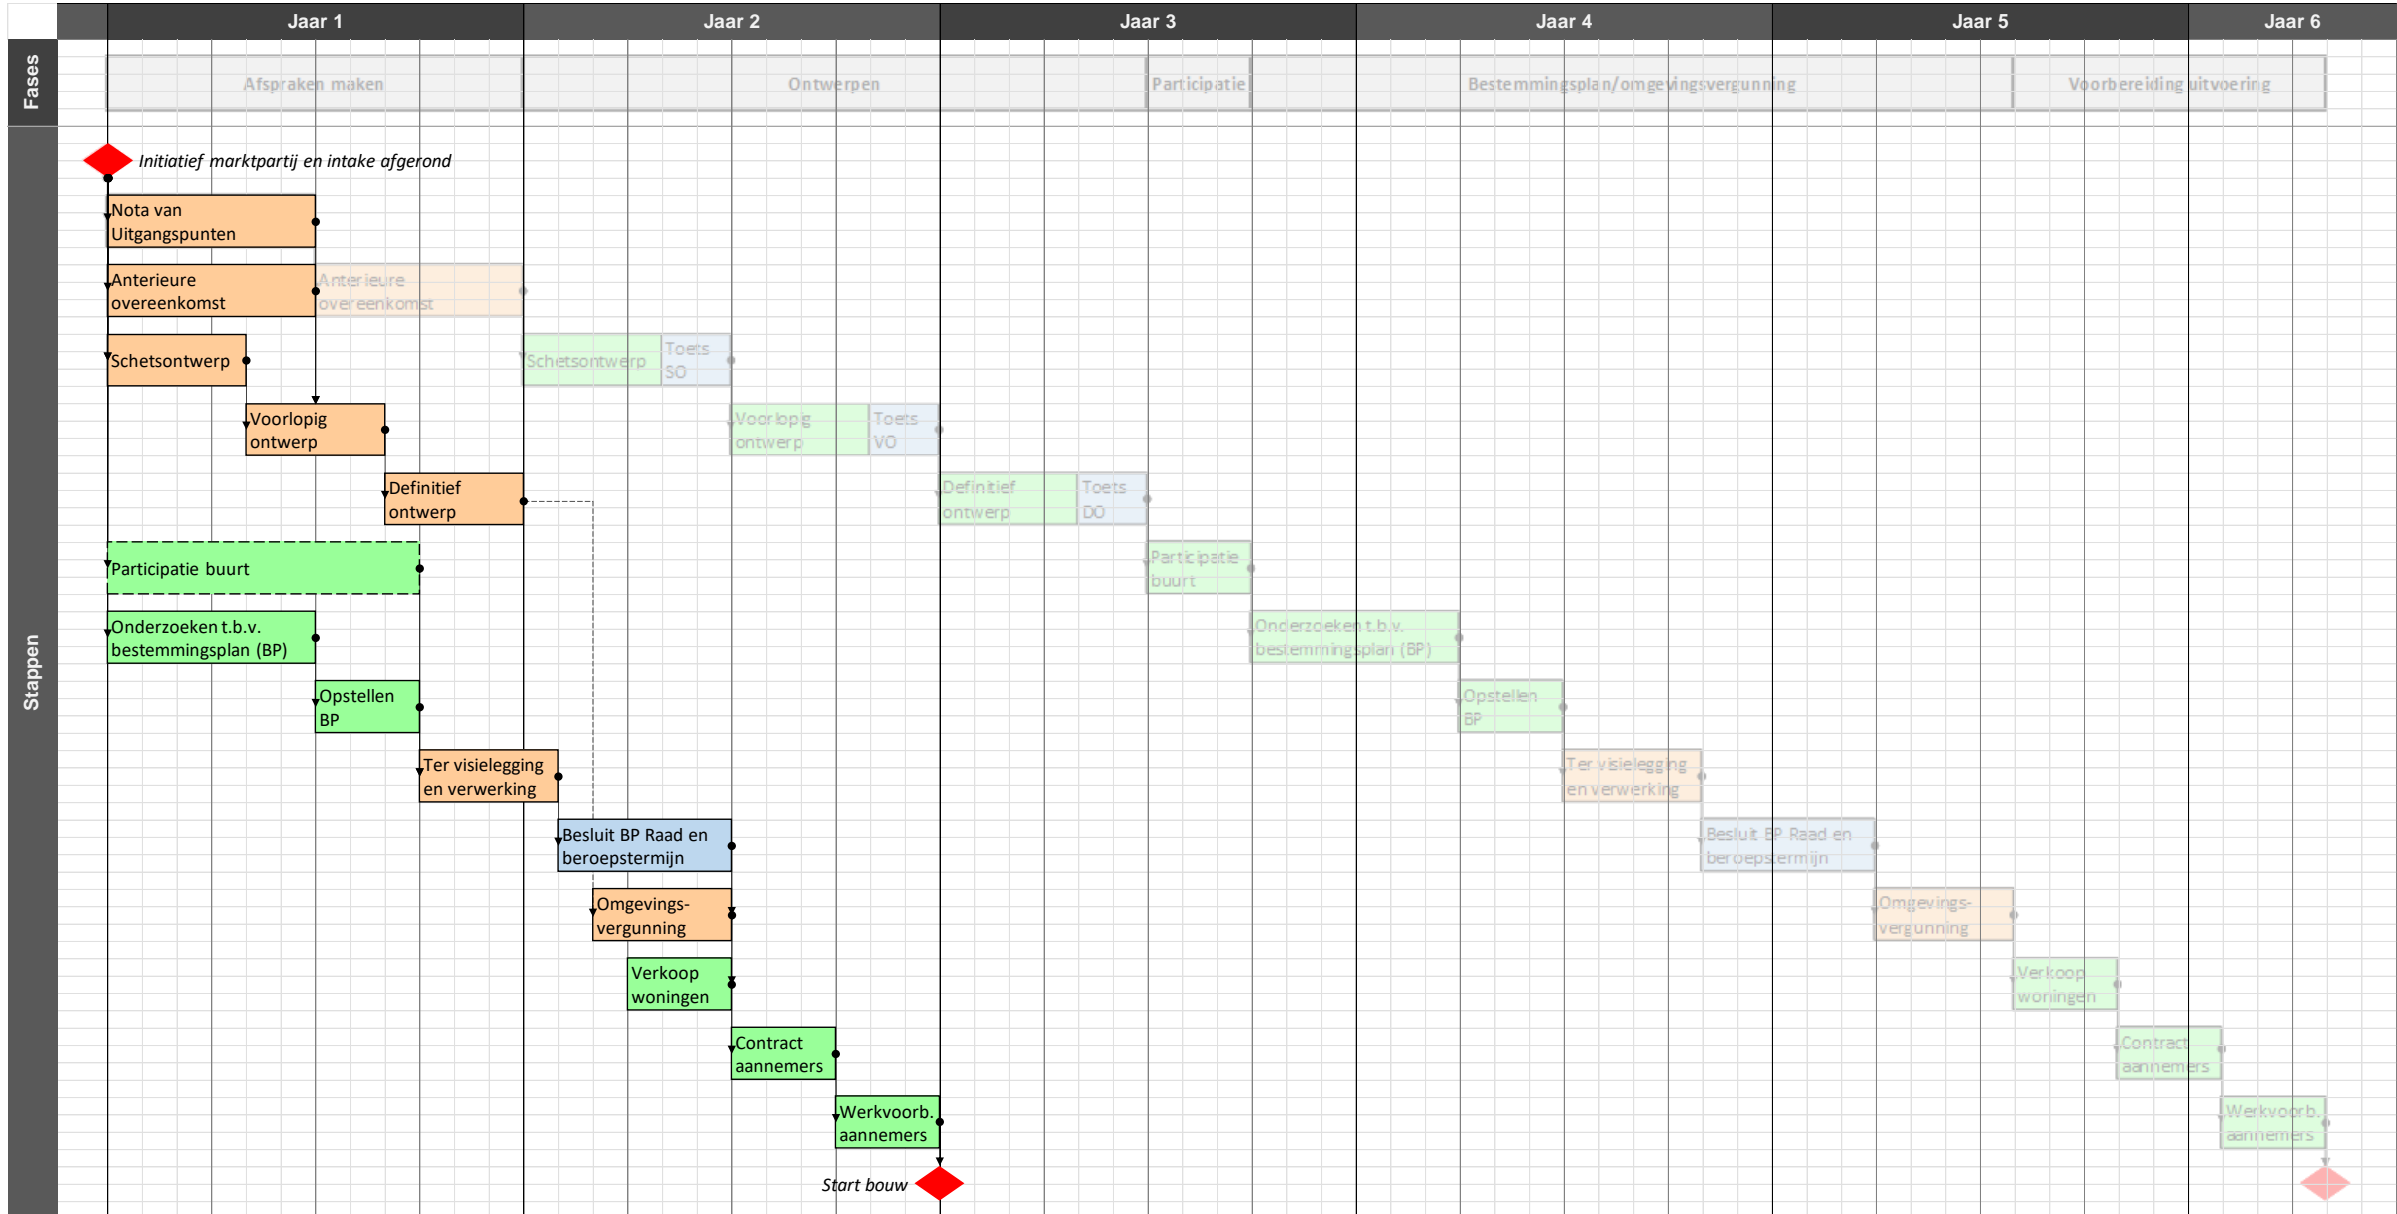 Jaar 1
Jaar 2
Jaar 3
Jaar 4
Jaar 5
Jaar 6
Fases
Afspraken maken
Ontwerpen
Participatie
Bestemmingsplan/omgevingsvergunning
Voorbereiding uitvoering
Stappen
Initiatief marktpartij en intake afgerond
Nota van
Uitgangspunten
Anterieure
overeenkomst
Anterieure
overeenkomst
Schetsontwerp
Schetsontwerp
Toets
SO
Voorlopig
ontwerp
Voorlopig
ontwerp
Toets
VO
Definitief
ontwerp
Definitief
ontwerp
Toets
DO
Participatie buurt
Participatie
buurt
Onderzoeken t.b.v.
bestemmingsplan (BP)
Onderzoeken t.b.v.
bestemmingsplan (BP)
Opstellen
BP
Opstellen
BP
Ter visielegging
en verwerking
Ter visielegging
en verwerking
Besluit BP Raad en
beroepstermijn
Besluit BP Raad en
beroepstermijn
Omgevings-
vergunning
Omgevings-
vergunning
Verkoop
woningen
Verkoop
woningen
Contract
aannemers
Contract
aannemers
Werkvoorb.
aannemers
Werkvoorb.
aannemers
Start bouw